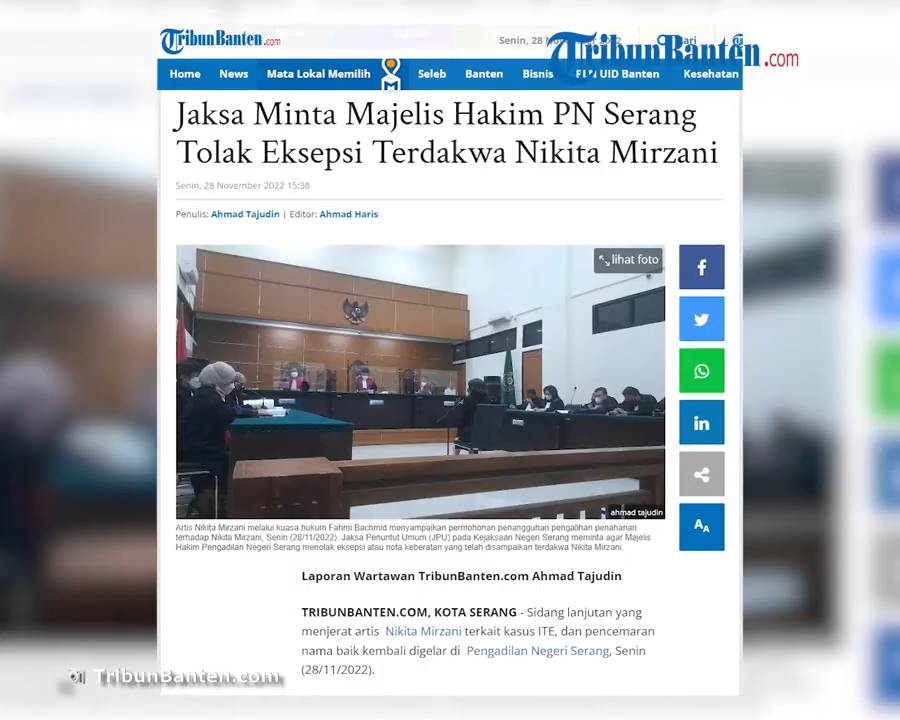 TribunBanten.com
Senin, 28
TribunBanten.com
Home News Mata Lokal Memilih Seleb Banten Bisnis PLN UID Banten Kesehatan
Jaksa Minta Majelis Hakim PN Serang
Tolak Eksepsi Terdakwa Nikita Mirzani
Senin, 28 November 2022 15:38
Penulis: Ahmad Tajudin | Editor: Ahmad Haris
lihat foto
ahmad tajudin
Artis Nikita Mirzani melalui kuasa hukum Fahmi Bachmid menyampaikan permohonan penangguhan pengalihan penahanan
terhadap Nikita Mirzani, Senin (28/11/2022). Jaksa Penuntut Umum (JPU) pada Kejaksaan Negeri Serang meminta agar Majelis
Hakim Pengadilan Negeri Serang menolak eksepsi atau nota keberatan yang telah disampaikan terdakwa Nikita Mirzani.
AA
Laporan Wartawan TribunBanten.com Ahmad Tajudin
TRIBUNBANTEN.COM, KOTA SERANG - Sidang lanjutan yang
menjerat artis Nikita Mirzani terkait kasus ITE, dan pencemaran
nama baik kembali digelar di Pengadilan Negeri Serang, Senin
(28/11/2022).
TribunBanten.com